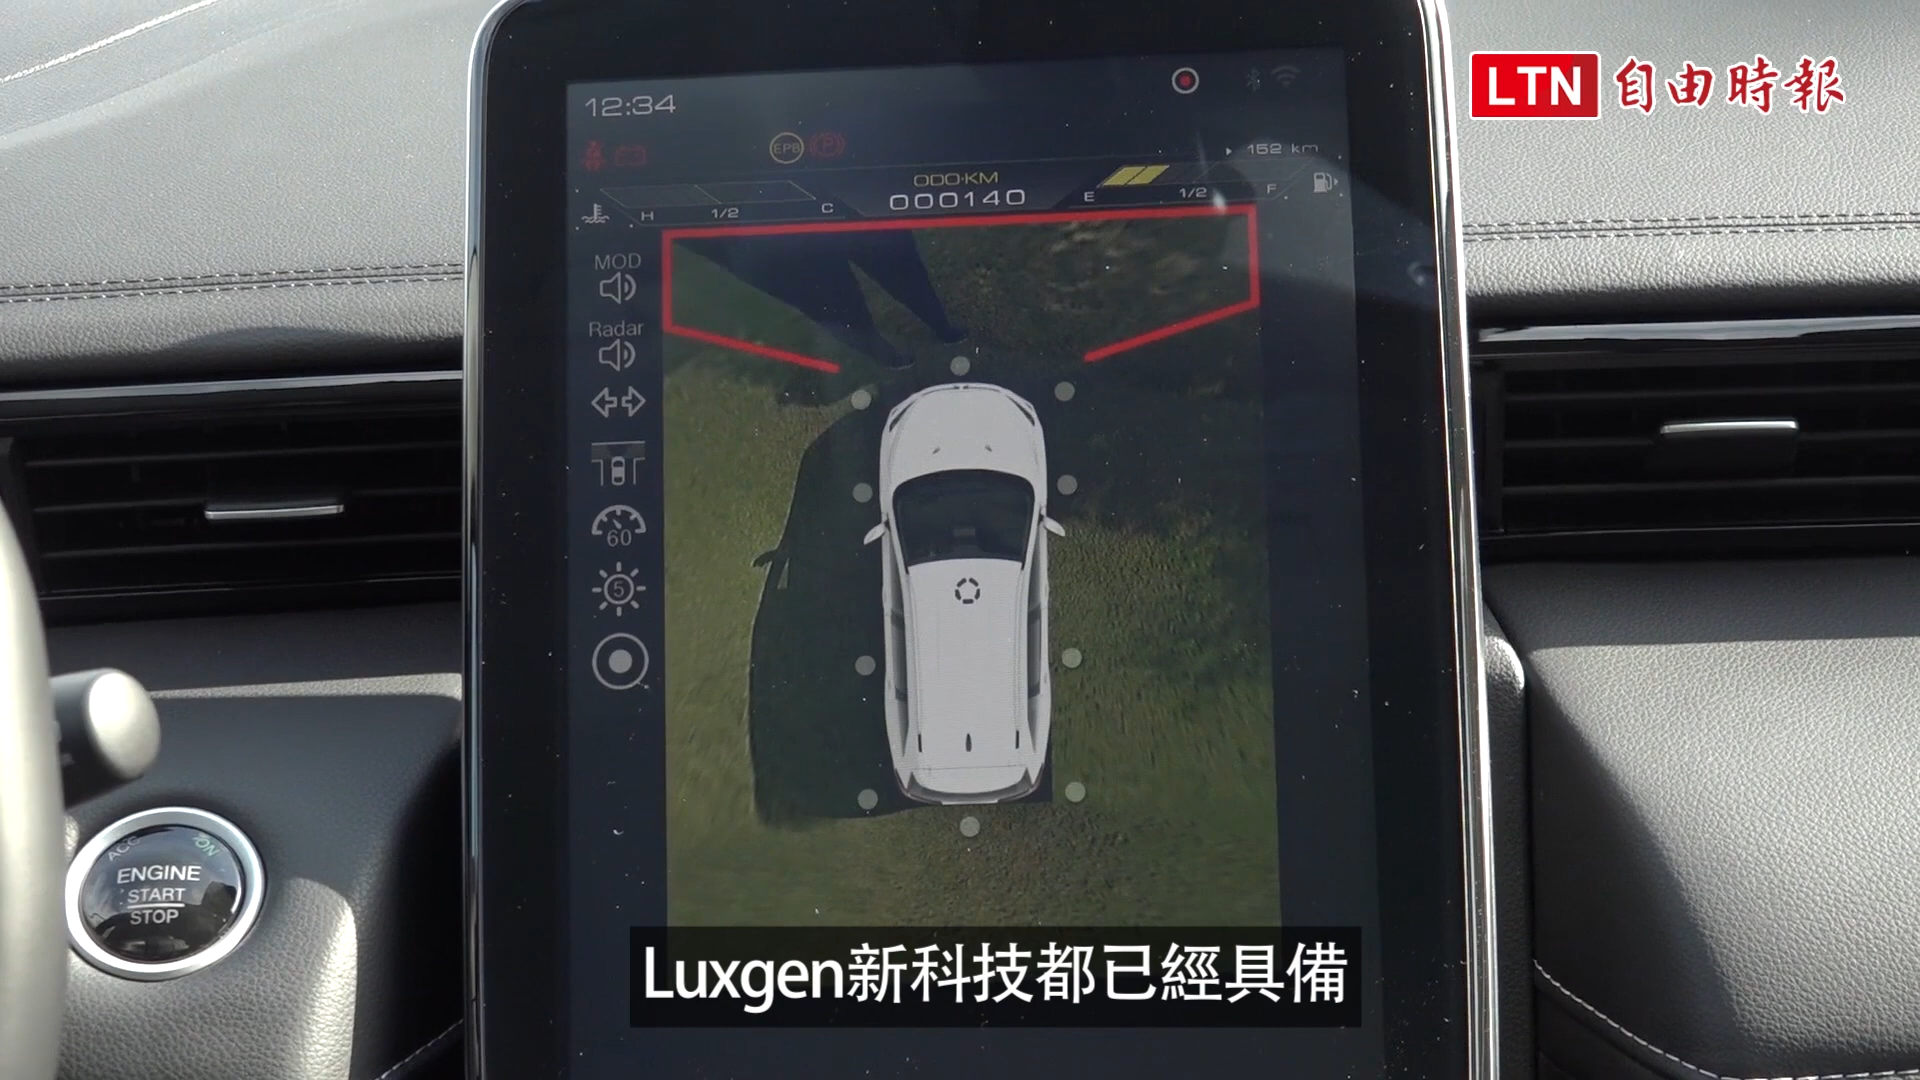 LTN 自由時報
12:34
EPB P
152 km
ODO·KM
000140
H 1/2 C
E 1/2 F
MOD
Radar
60
5
ACC ON
ENGINE
START
STOP
Luxgen新科技都已經具備